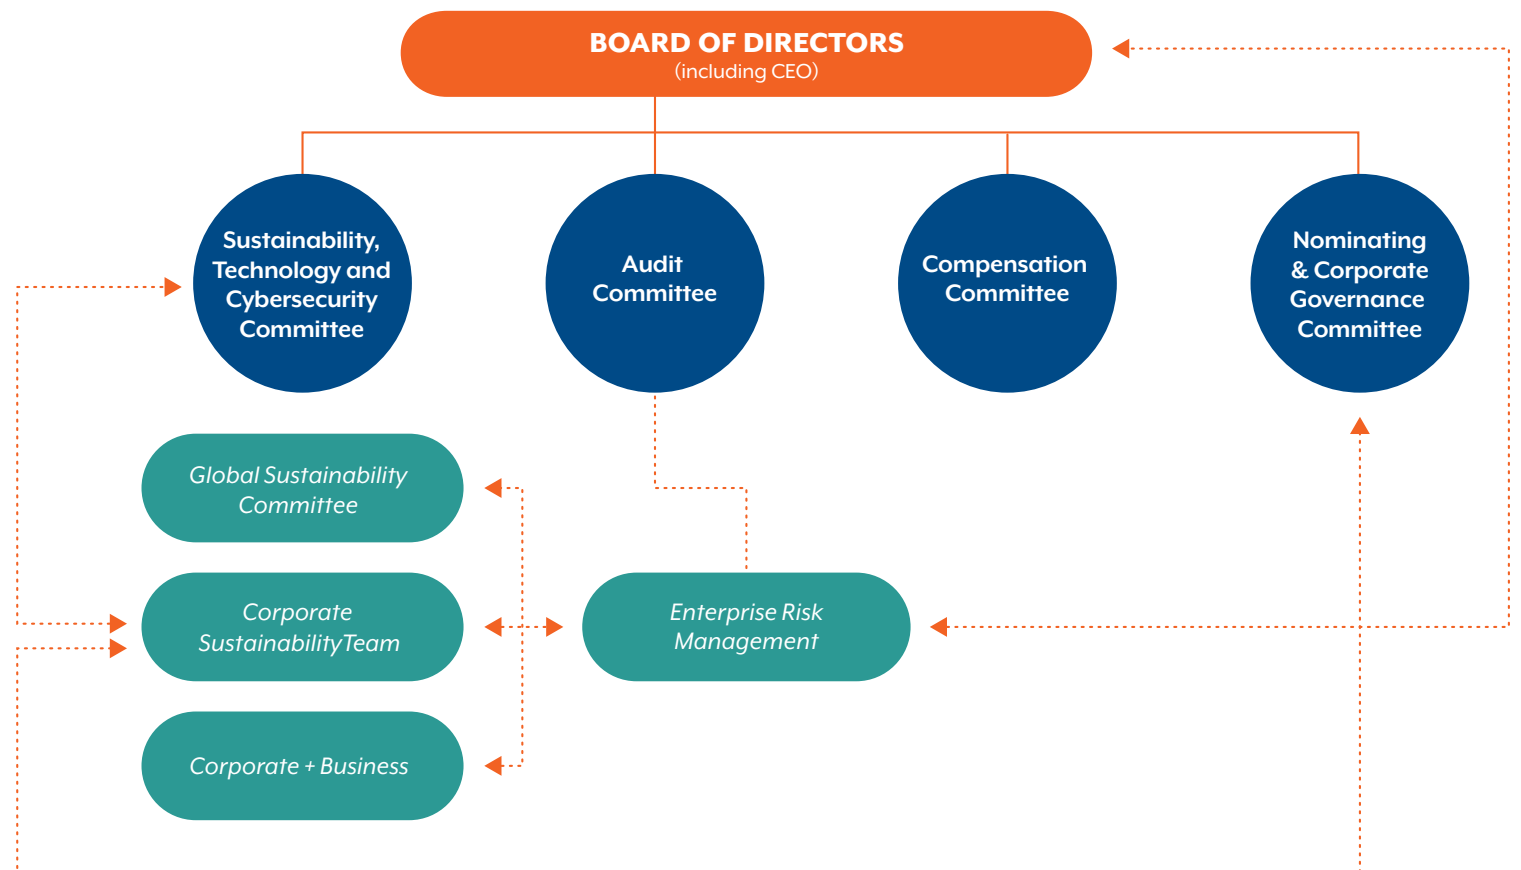 BOARD OF DIRECTORS
(including CEO)
Sustainability,
Technology and
Cybersecurity
Committee
Audit
Committee
Compensation
Committee
Nominating
& Corporate
Governance
Committee
Global Sustainability
Committee
Corporate
SustainabilityTeam
Enterprise Risk
Management
Corporate + Business